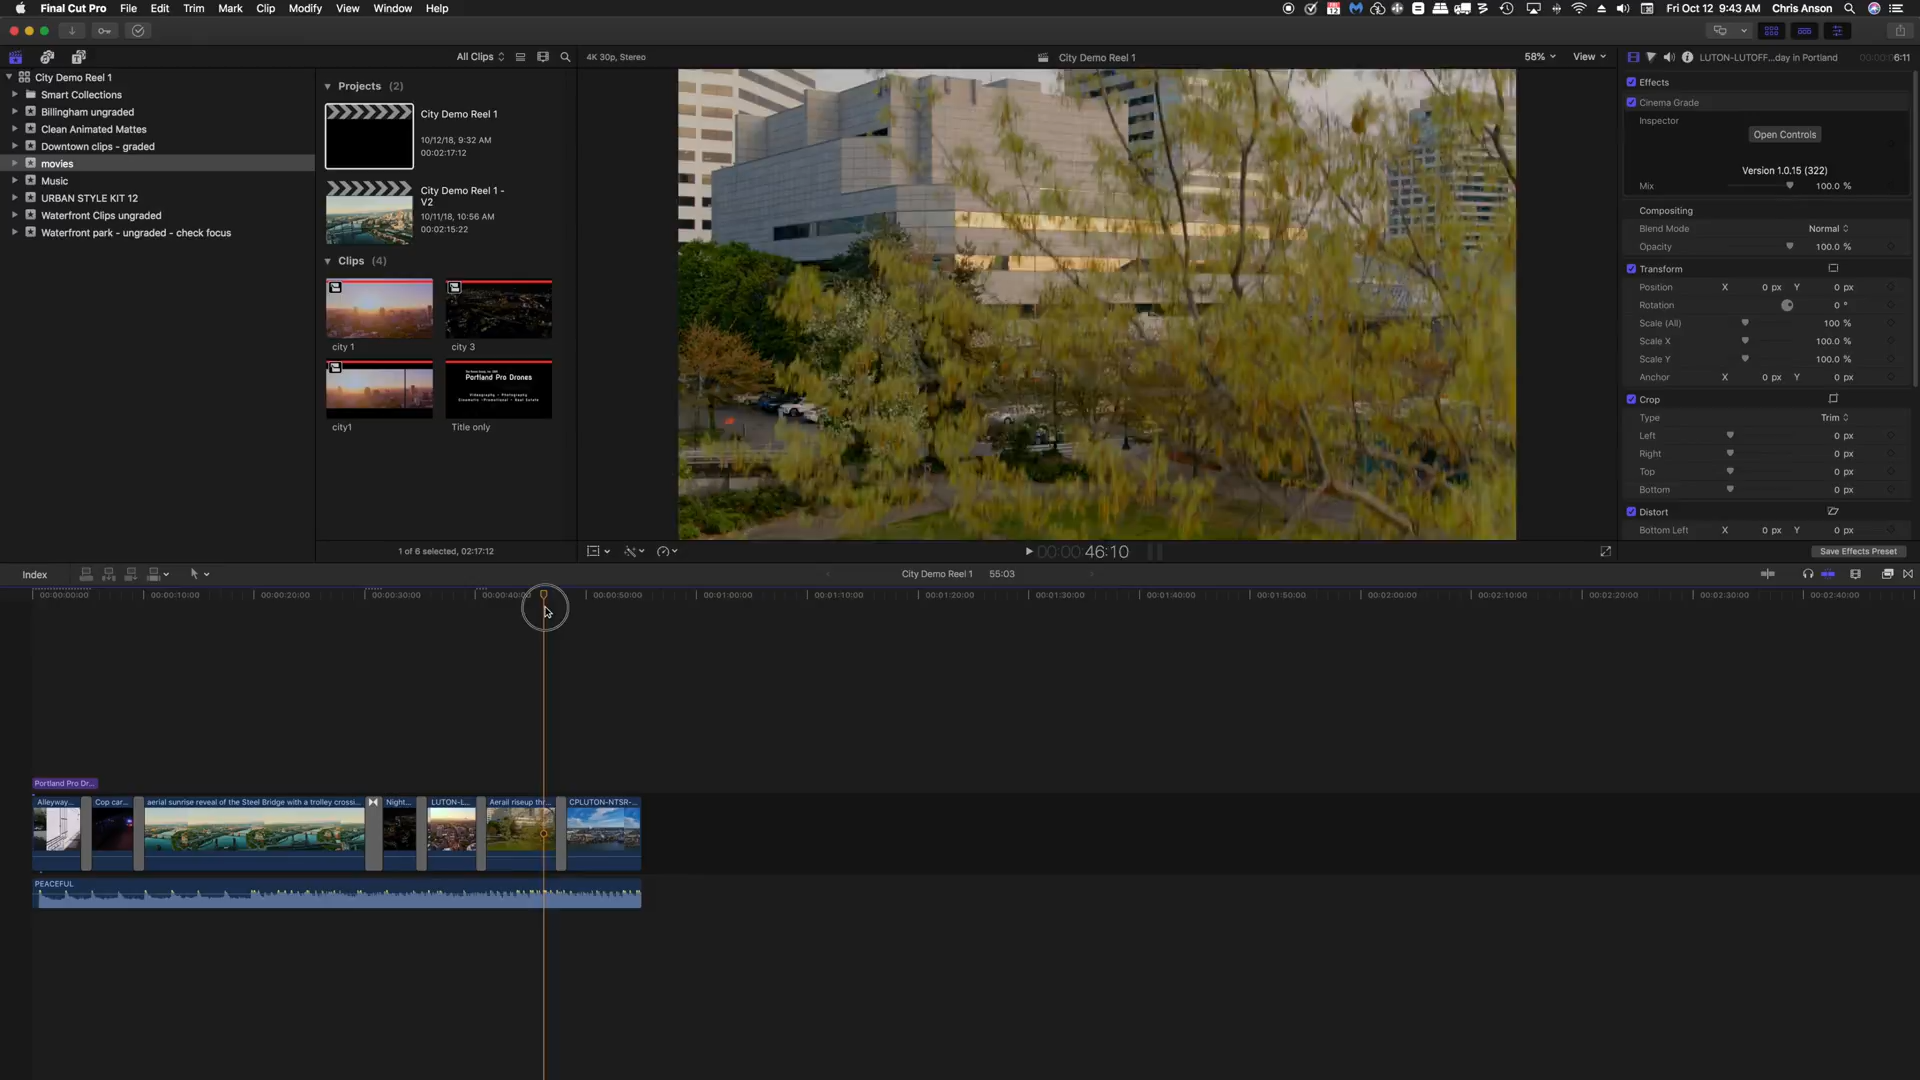 Final Cut Pro File Edit Trim Mark Clip Modify View Window Help
Fri Oct 12 9:43 AM Chris Anson
All Clips
4K 30p, Stereo
City Demo Reel 1
58%
View
LUTON-LUTOFF...day in Portland
6:11
City Demo Reel 1
Smart Collections
Billingham ungraded
Clean Animated Mattes
Downtown clips - graded
movies
Music
URBAN STYLE KIT 12
Waterfront Clips ungraded
Waterfront park - ungraded - check focus
Projects (2)
City Demo Reel 1
10/12/18, 9:32 AM
00:02:17:12
City Demo Reel 1 -
V2
10/11/18, 10:56 AM
00:02:15:22
Clips (4)
city 1
city 3
Portland Pro Drones
Videography - Photography
city1
Title only
1 of 6 selected, 02:17:12
00:00:46:10
Effects
Cinema Grade
Inspector
Open Controls
Version 1.0.15 (322)
Mix 100.0 %
Compositing
Blend Mode Normal
Opacity 100.0 %
Transform
Position X 0 px Y 0 px
Rotation 0 °
Scale (All) 100 %
Scale X 100.0 %
Scale Y 100.0 %
Anchor X 0 px Y 0 px
Crop
Type Trim
Left 0 px
Right 0 px
Top 0 px
Bottom 0 px
Distort
Bottom Left X 0 px Y 0 px
Save Effects Preset
Index
City Demo Reel 1 55:03
00:00:00:00 00:00:10:00 00:00:20:00 00:00:30:00 00:00:40:00 00:00:50:00 00:01:00:00 00:01:10:00 00:01:20:00 00:01:30:00 00:01:40:00 00:01:50:00 00:02:00:00 00:02:10:00 00:02:20:00 00:02:30:00 00:02:40:00
Portland Pro Dr...
Alleyway... Cop car... aerial sunrise reveal of the Steel Bridge with a trolley crossi... Night... LUTON-L... Aerail riseup thr... CPLUTON-NTSR-...
PEACEFUL